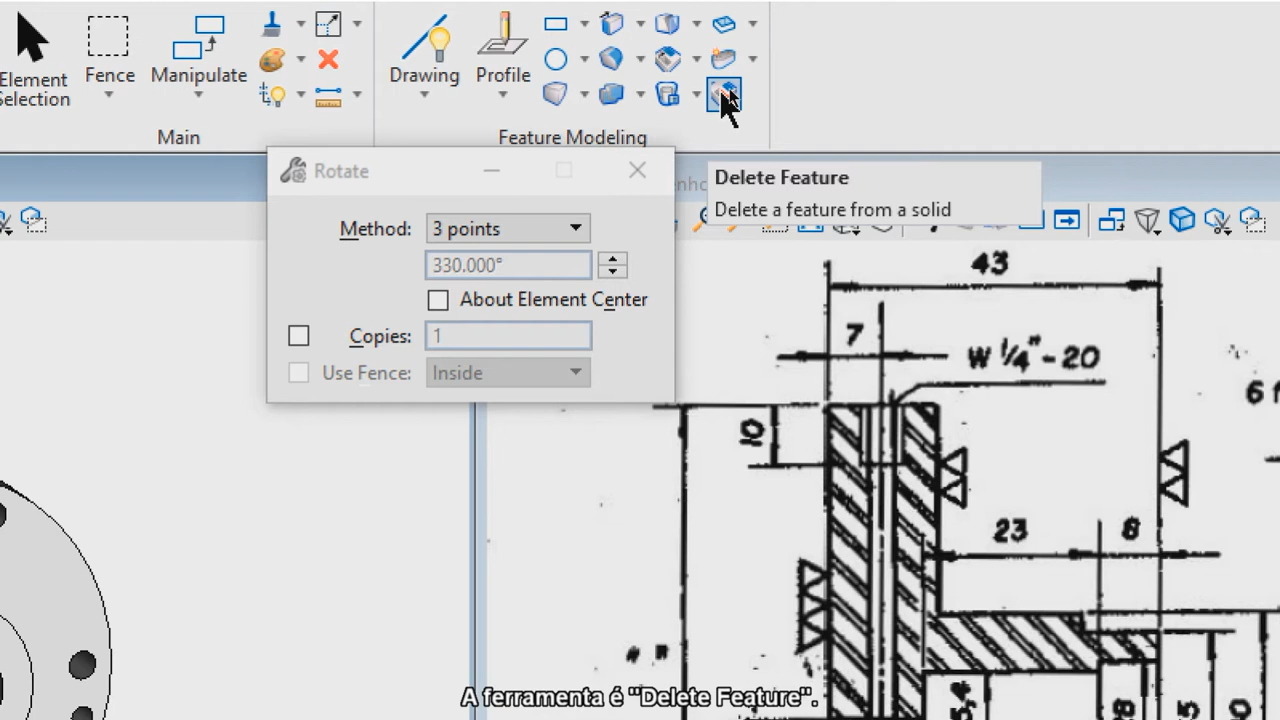 Element
Selection
Fence
Manipulate
Drawing
Profile
Main
Feature Modeling
Rotate
Method: 3 points
330.000°
About Element Center
Copies: 1
Use Fence: Inside
Delete Feature
Delete a feature from a solid
43
7
W 1/4" - 20
10
23
8
A ferramenta é "Delete Feature".